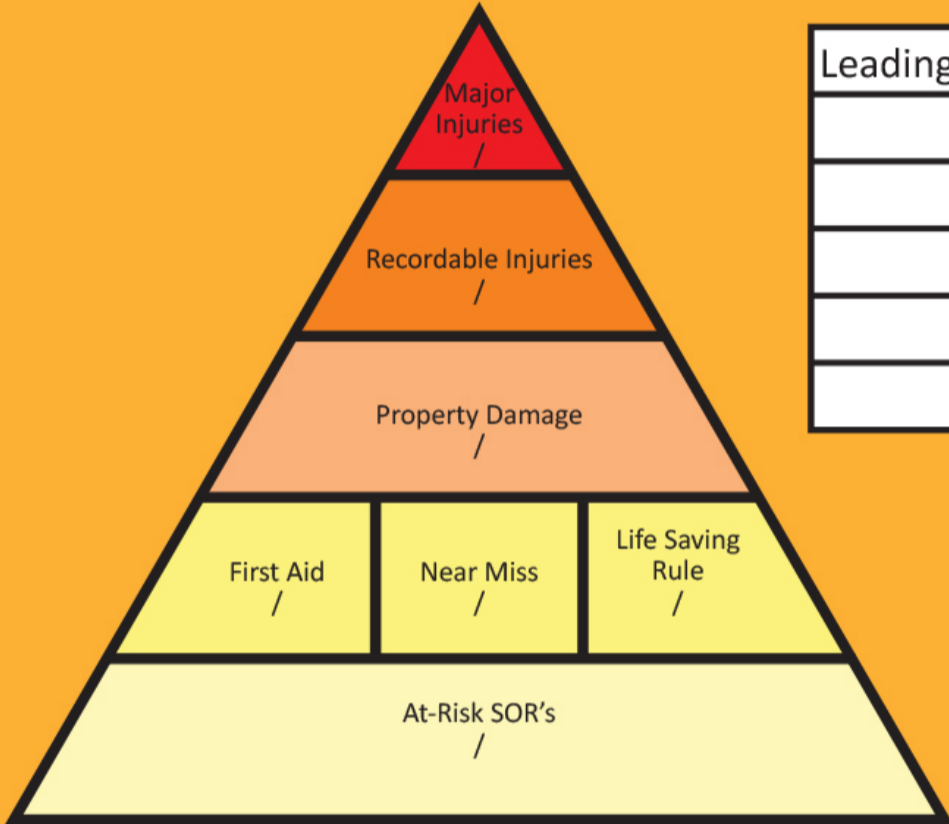 Major
Injuries
/
Recordable Injuries
/
Property Damage
/
First Aid
/
Near Miss
/
Life Saving
Rule
/
At-Risk SOR's
/
Leading